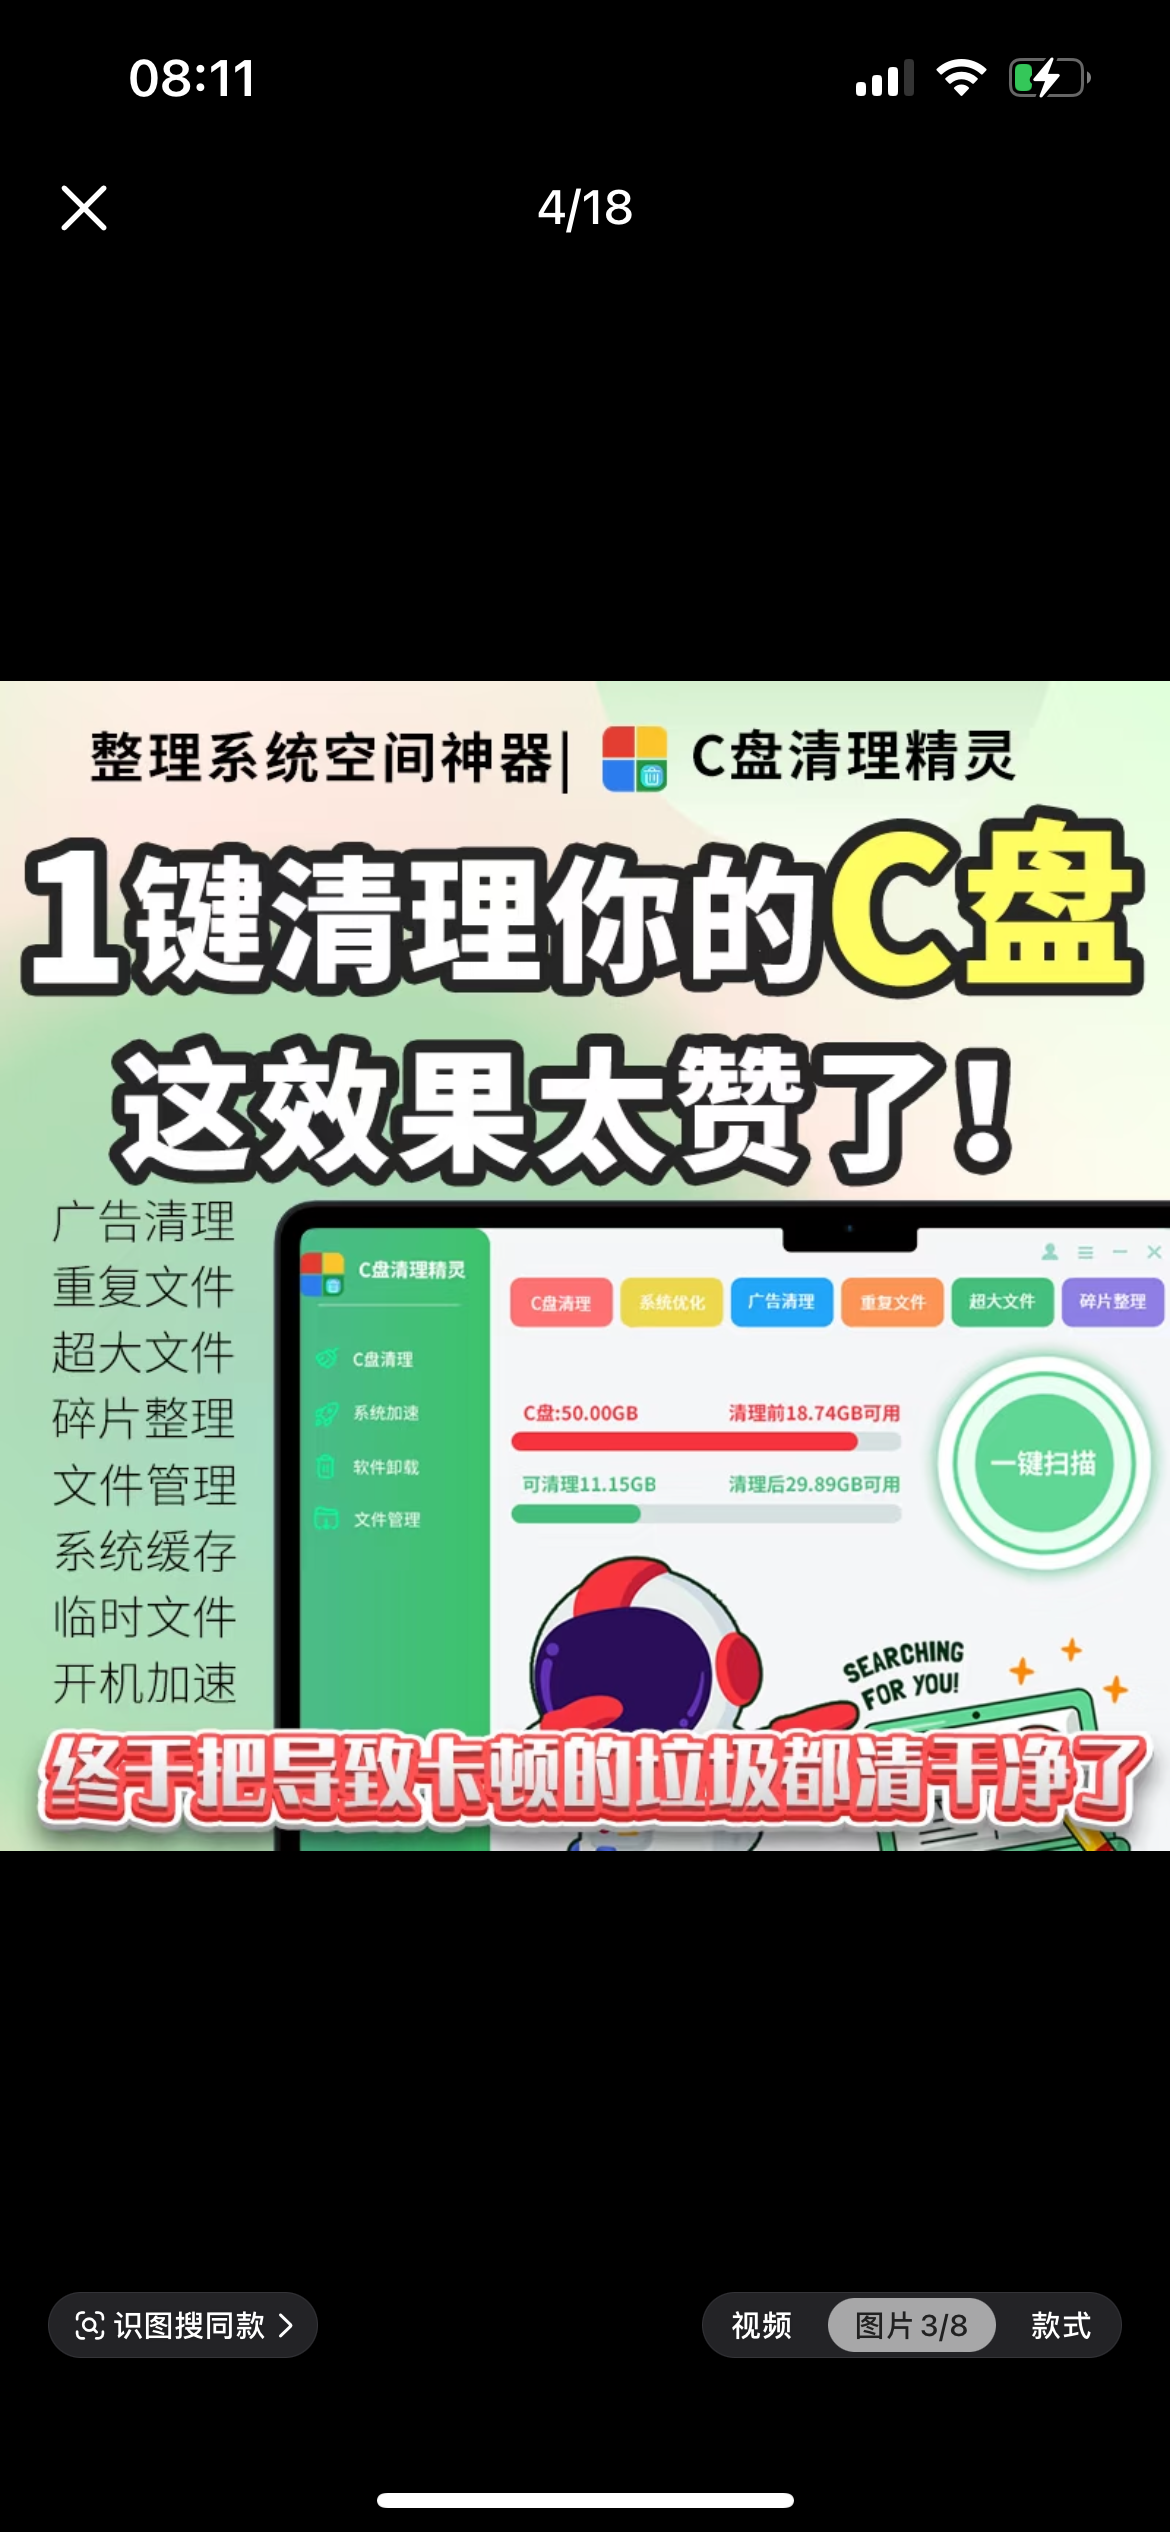 08:11
4/18
整理系统空间神器| C盘清理精灵
1键清理你的C盘
这效果太赞了!
广告清理
重复文件
超大文件
碎片整理
文件管理
系统缓存
临时文件
开机加速
C盘清理精灵
C盘清理
系统加速
软件卸载
文件管理
C盘清理 系统优化 广告清理 重复文件 超大文件 碎片整理
C盘:50.00GB 清理前18.74GB可用
可清理11.15GB 清理后29.89GB可用
一键扫描
SEARCHING
FOR YOU!
终于把导致卡顿的垃圾都清干净了
识图搜同款
视频 图片 3/8 款式